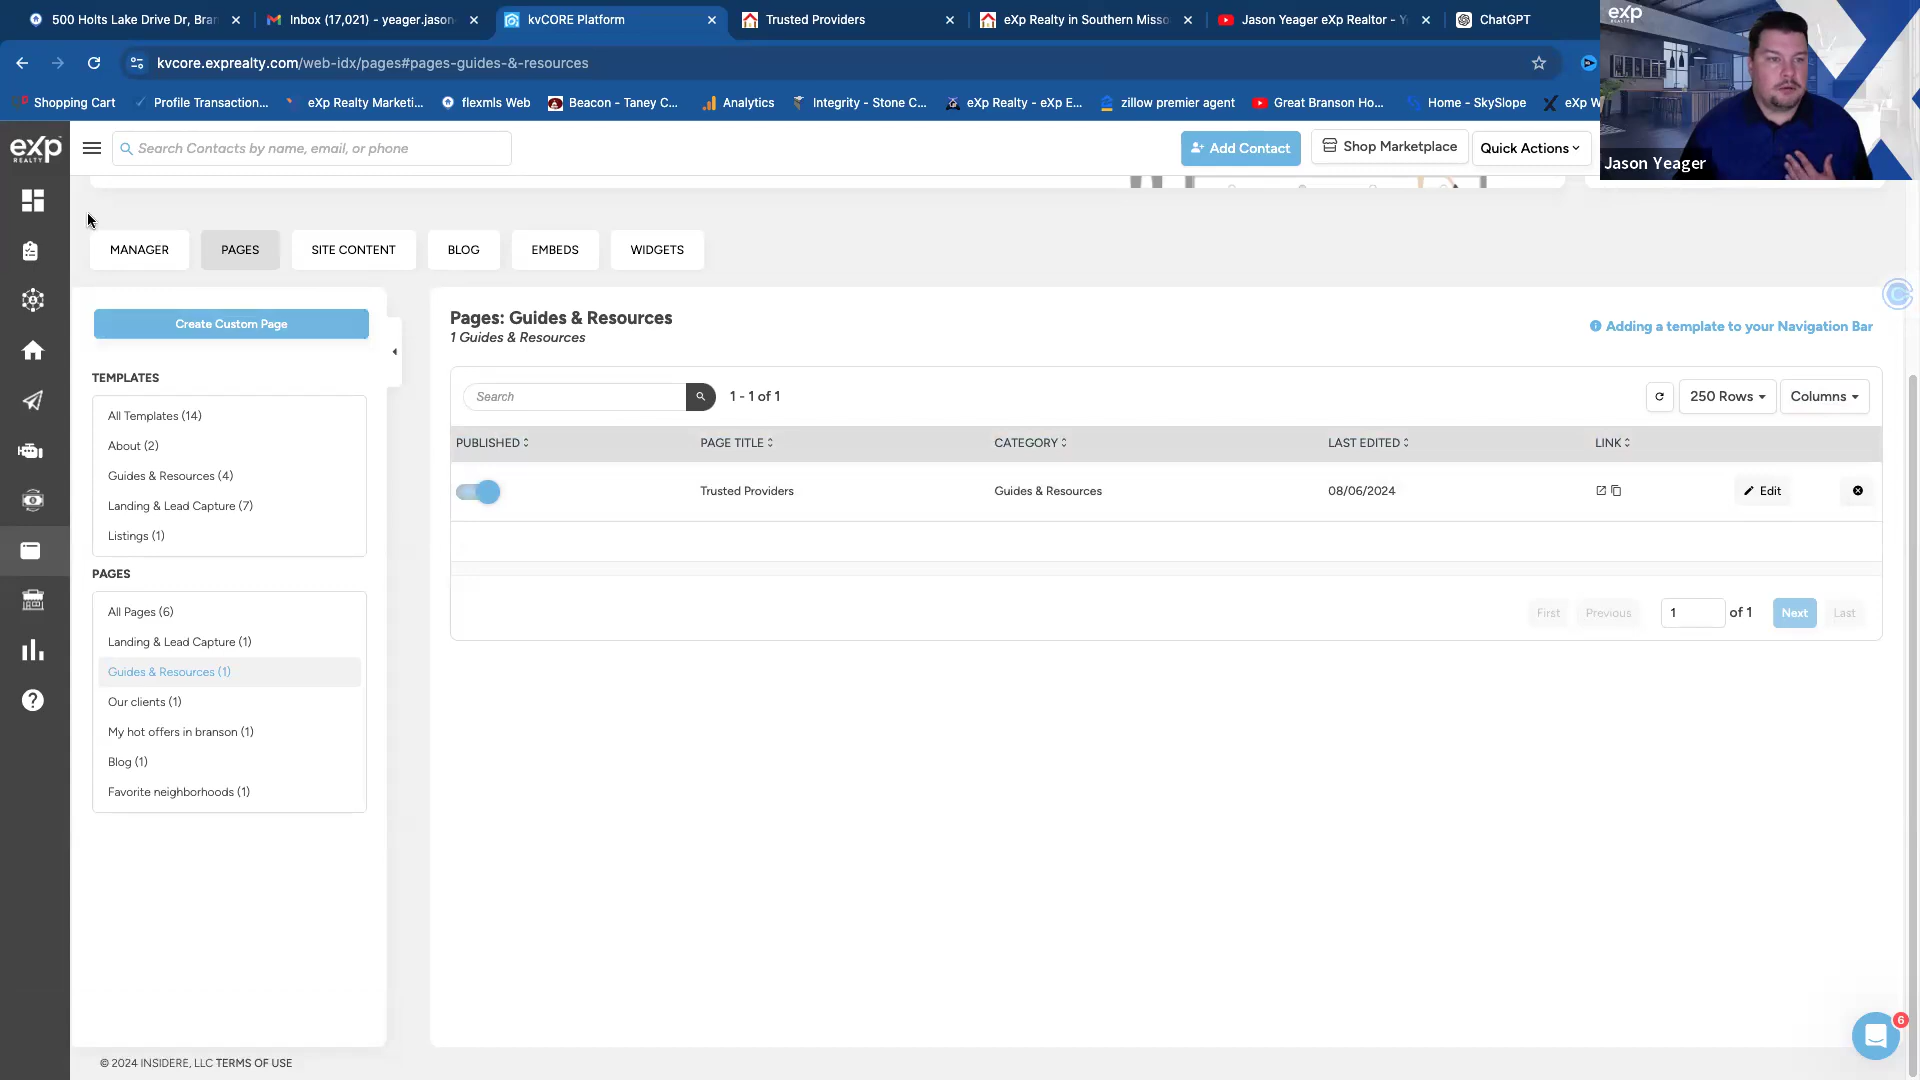 500 Holts Lake Drive Dr, Bran
Inbox (17,021) - yeager.jason
kvCORE Platform
Trusted Providers
eXp Realty in Southern Misso
Jason Yeager eXp Realtor - Y
ChatGPT
kvcore.exprealty.com/web-idx/pages#pages-guides-&-resources
Shopping Cart
Profile Transaction...
eXp Realty Marketi...
flexmls Web
Beacon - Taney C...
Analytics
Integrity - Stone C...
eXp Realty - eXp E...
zillow premier agent
Great Branson Ho...
Home - SkySlope
eXp W
eXp
REALTY
Jason Yeager
eXp
REALTY
Search Contacts by name, email, or phone
Add Contact
Shop Marketplace
Quick Actions
MANAGER
PAGES
SITE CONTENT
BLOG
EMBEDS
WIDGETS
Create Custom Page
TEMPLATES
All Templates (14)
About (2)
Guides & Resources (4)
Landing & Lead Capture (7)
Listings (1)
PAGES
All Pages (6)
Landing & Lead Capture (1)
Guides & Resources (1)
Our clients (1)
My hot offers in branson (1)
Blog (1)
Favorite neighborhoods (1)
Pages: Guides & Resources
1 Guides & Resources
Adding a template to your Navigation Bar
Search
1 - 1 of 1
250 Rows
Columns
PUBLISHED
PAGE TITLE
CATEGORY
LAST EDITED
LINK
Trusted Providers
Guides & Resources
08/06/2024
Edit
First
Previous
1
of 1
Next
Last
6
© 2024 INSIDERE, LLC TERMS OF USE